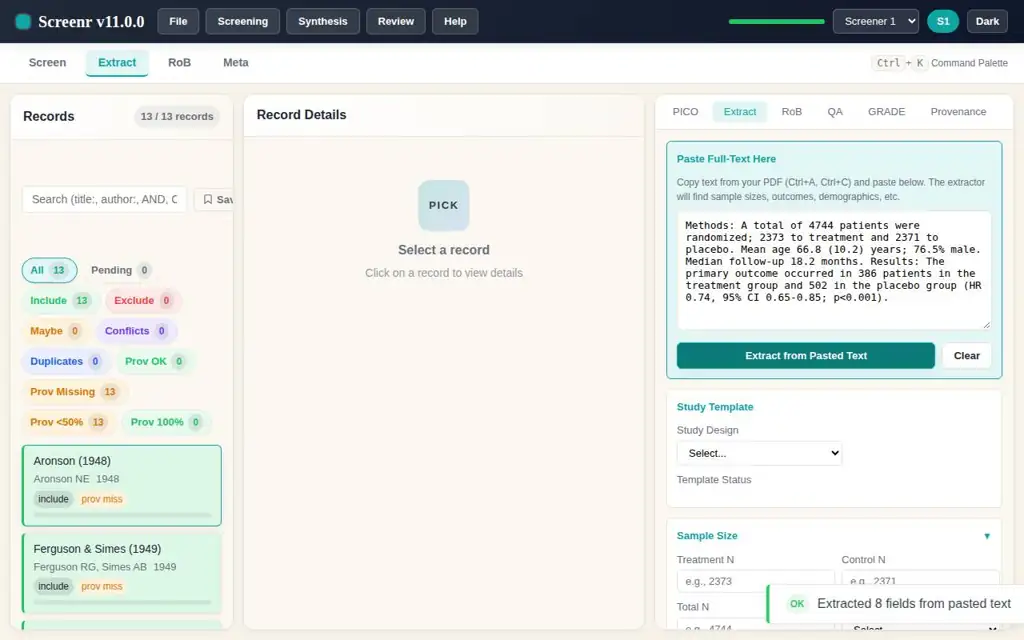 Screenr v11.0.0 File Screening Synthesis Review Help Screener 1 S1 Dark
Screen Extract RoB Meta Ctrl + K Command Palette
Records 13 / 13 records
Search (title:, author:, AND, C Sav
All 13 Pending 0
Include 13 Exclude 0
Maybe 0 Conflicts 0
Duplicates 0 Prov OK 0
Prov Missing 13
Prov <50% 13 Prov 100% 0
Aronson (1948)
Aronson NE 1948
include prov miss
Ferguson & Simes (1949)
Ferguson RG, Simes AB 1949
include prov miss
Record Details
PICK
Select a record
Click on a record to view details
PICO Extract RoB QA GRADE Provenance
Paste Full-Text Here
Copy text from your PDF (Ctrl+A, Ctrl+C) and paste below. The extractor
will find sample sizes, outcomes, demographics, etc.
Methods: A total of 4744 patients were
randomized; 2373 to treatment and 2371 to
placebo. Mean age 66.8 (10.2) years; 76.5% male.
Median follow-up 18.2 months. Results: The
primary outcome occurred in 386 patients in the
treatment group and 502 in the placebo group (HR
0.74, 95% CI 0.65-0.85; p<0.001).
Extract from Pasted Text Clear
Study Template
Study Design
Select...
Template Status
Sample Size ▼
Treatment N Control N
e.g., 2373 e.g., 2371
Total N
e.g., 4744 Select...
OK Extracted 8 fields from pasted text